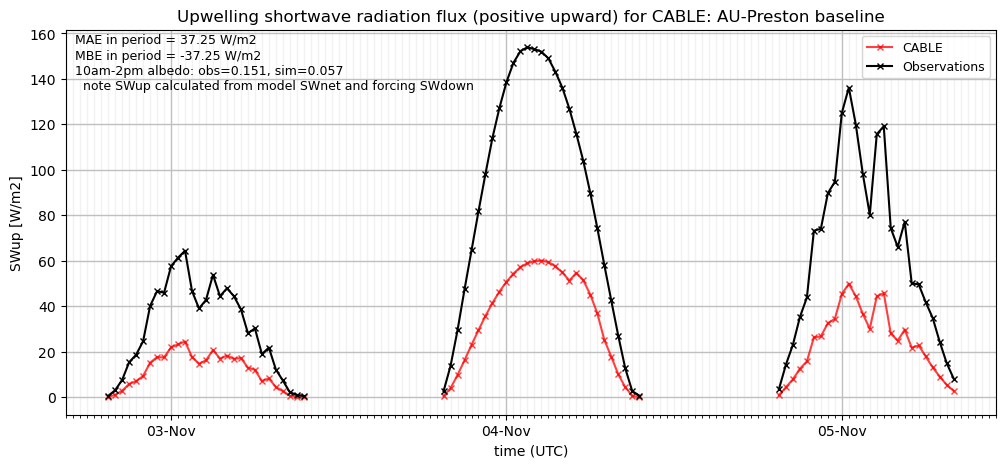 Upwelling shortwave radiation flux (positive upward) for CABLE: AU-Preston baseline
MAE in period = 37.25 W/m2
MBE in period = -37.25 W/m2
10am-2pm albedo: obs=0.151, sim=0.057
note SWup calculated from model SWnet and forcing SWdown
CABLE
Observations
SWup [W/m2]
160
140
120
100
80
60
40
20
0
03-Nov
04-Nov
05-Nov
time (UTC)